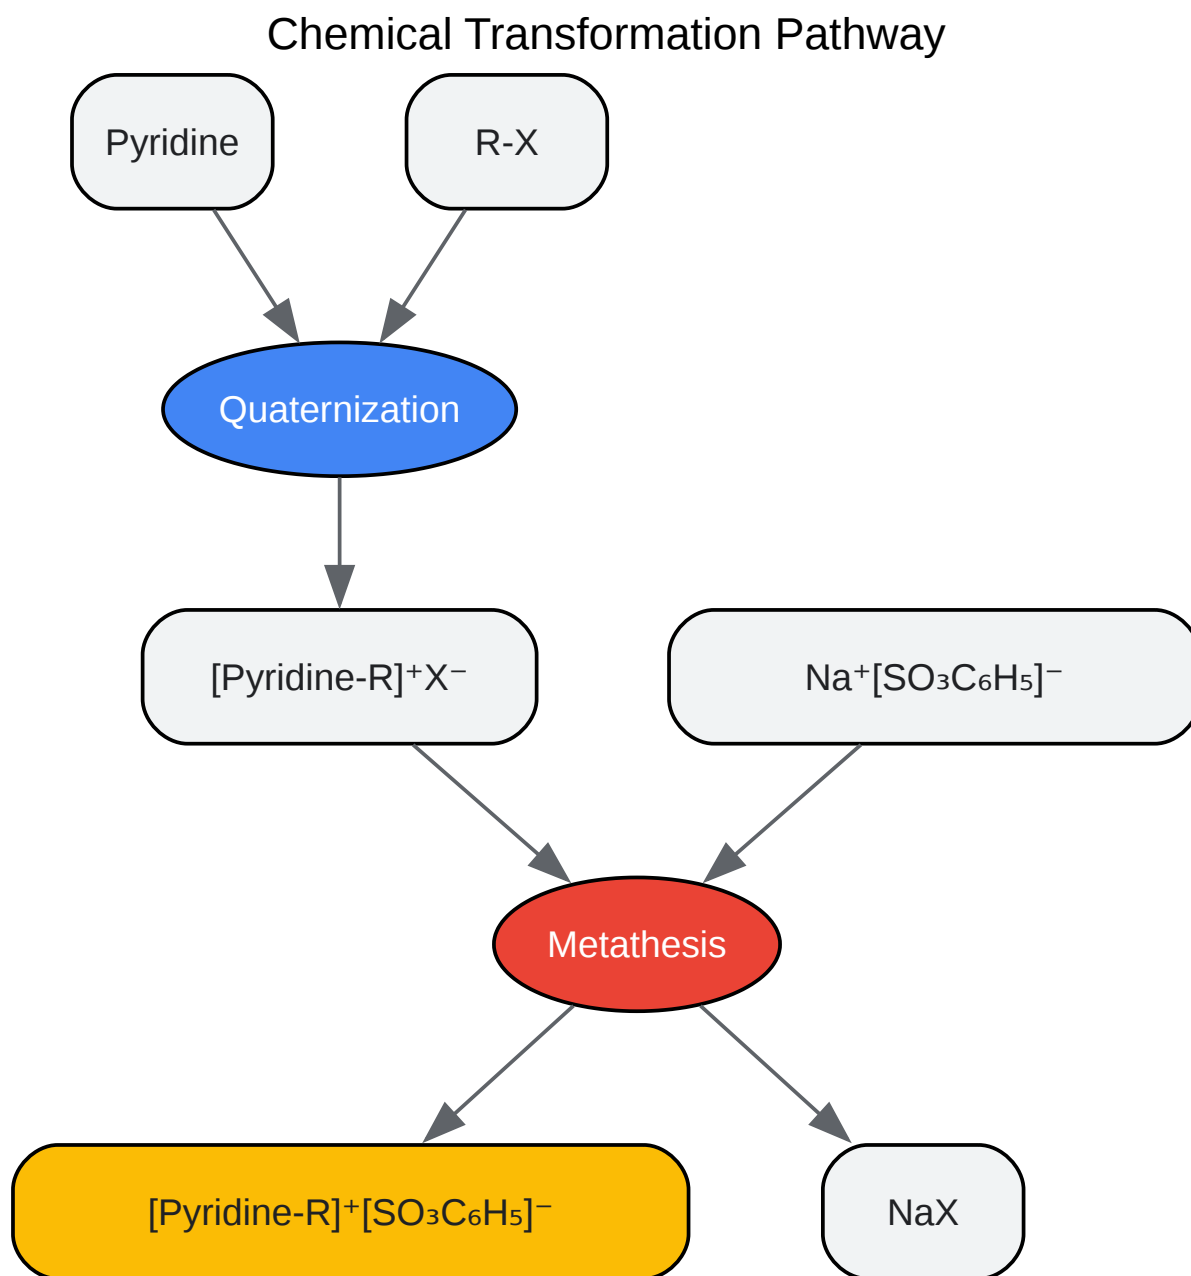 Chemical Transformation Pathway
Pyridine
R-X
Quaternization
[Pyridine-R]⁺X⁻
Na⁺[SO₃C₆H₅]⁻
Metathesis
[Pyridine-R]⁺[SO₃C₆H₅]⁻
NaX